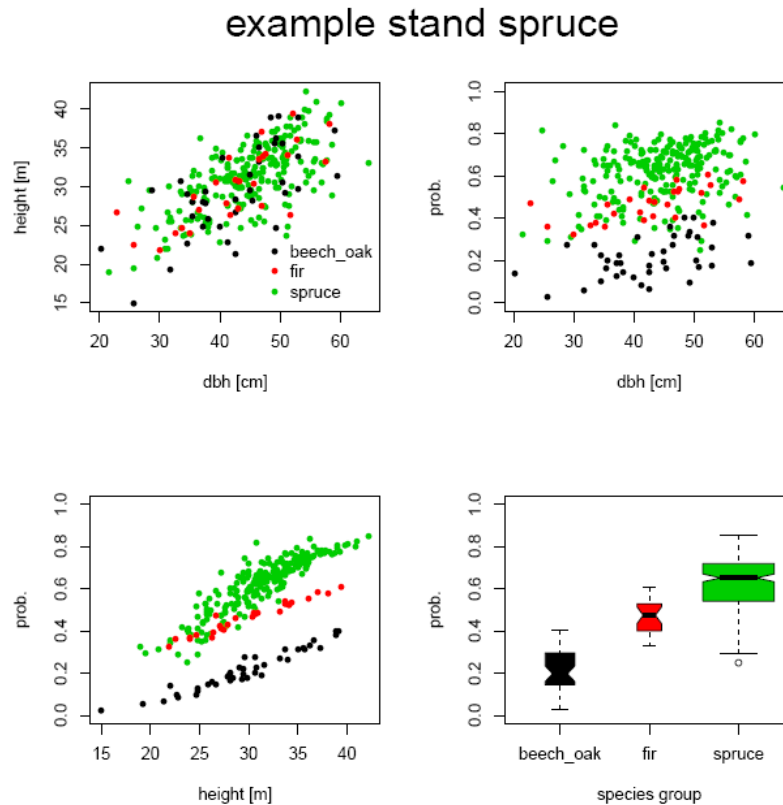 example stand spruce
height [m]
40
35
30
25
20
15
beech_oak
fir
spruce
20 30 40 50 60
dbh [cm]
prob.
1.0
0.8
0.6
0.4
0.2
0.0
20 30 40 50 60
dbh [cm]
prob.
1.0
0.8
0.6
0.4
0.2
0.0
15 20 25 30 35 40
height [m]
prob.
1.0
0.8
0.6
0.4
0.2
0.0
beech_oak fir spruce
species group